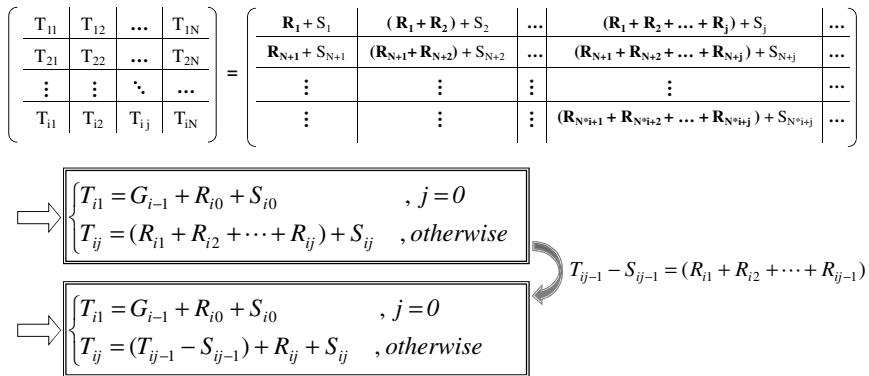 T11 T12 ... T1N = R1 + S1 ( R1 + R2) + S2 ... (R1 + R2 + ... + Rj) + Sj ...
T21 T22 ... T2N RN+1 + SN+1 (RN+1+ RN+2) + SN+2 ... (RN+1 + RN+2 + ... + RN+j) + SN+j ...
⋮ ⋮ ⋱ ... ⋮ ⋮ ⋮ ⋮ ...
Ti1 Ti2 Tij TiN ⋮ ⋮ ⋮ (RN*i+1 + RN*i+2 + ... + RN*i+j ) + SN*i+j ...
Ti1 = Gi−1 + Ri0 + Si0 , j = 0
Tij = (Ri1 + Ri2 + ⋯ + Rij) + Sij , otherwise
Tij−1 − Sij−1 = (Ri1 + Ri2 + ⋯ + Rij−1)
Ti1 = Gi−1 + Ri0 + Si0 , j = 0
Tij = (Tij−1 − Sij−1) + Rij + Sij , otherwise